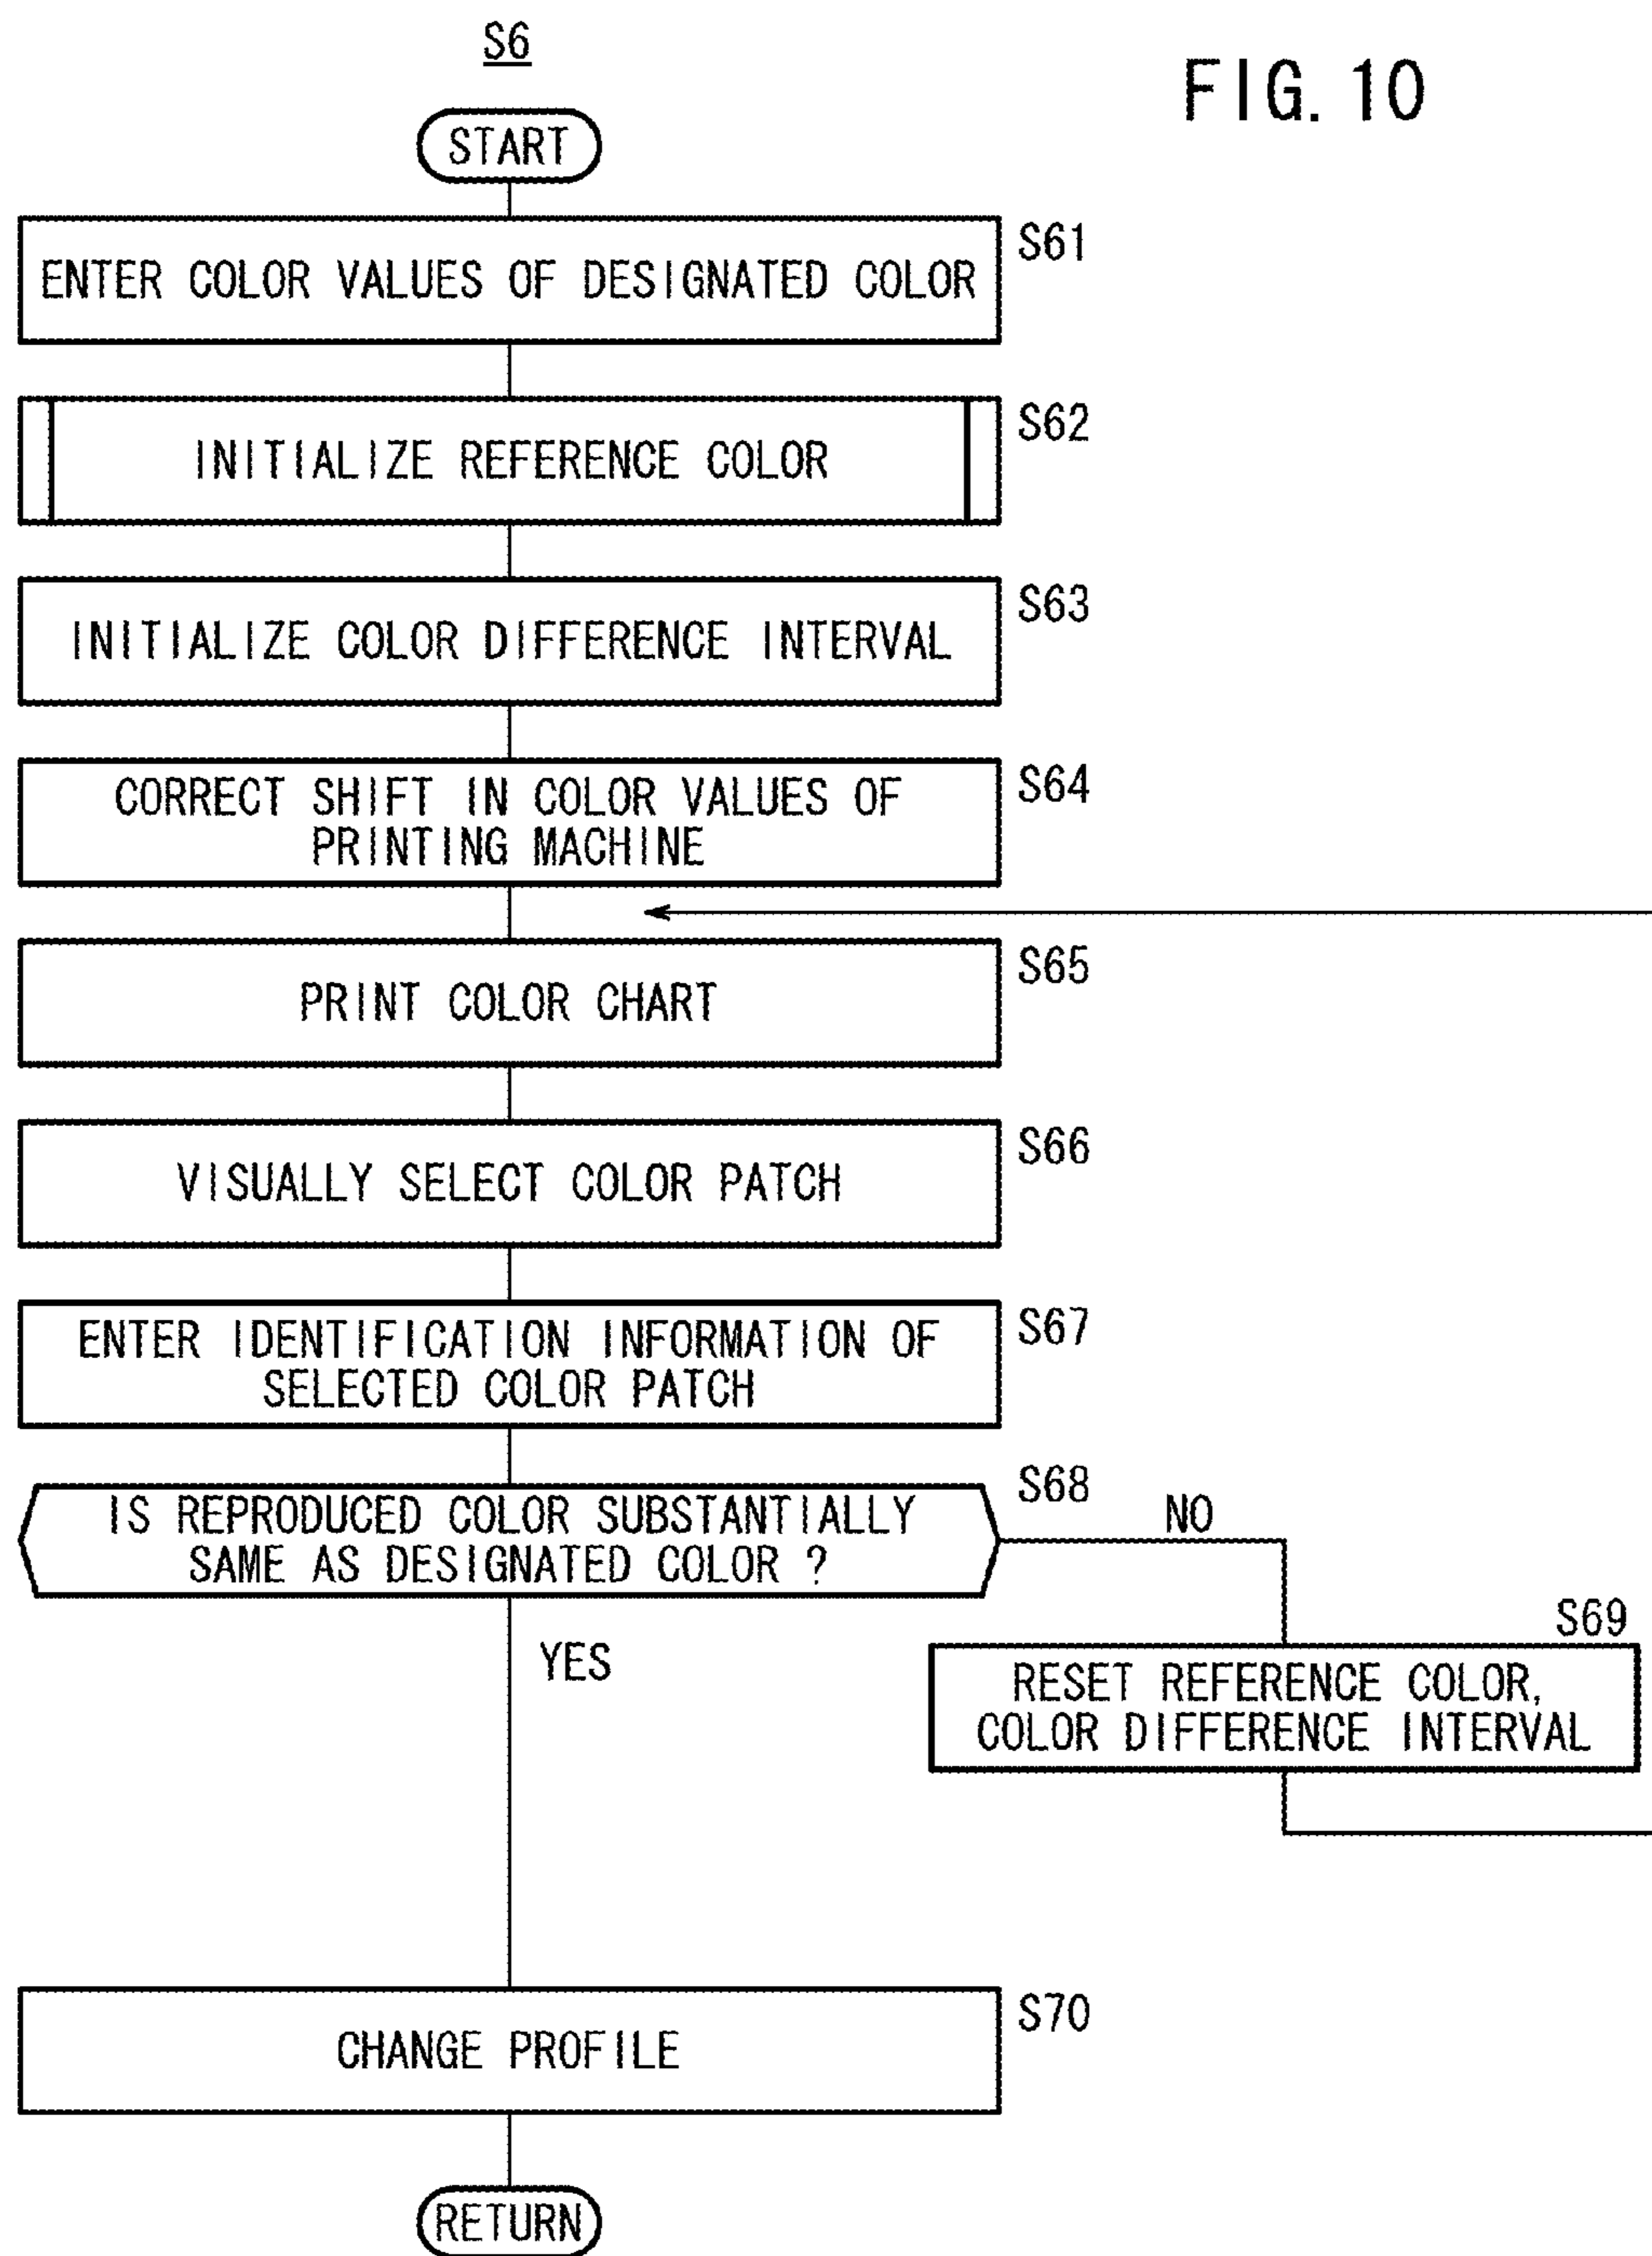 S6
FIG. 10
START
S61
ENTER COLOR VALUES OF DESIGNATED COLOR
S62
INITIALIZE REFERENCE COLOR
S63
INITIALIZE COLOR DIFFERENCE INTERVAL
S64
CORRECT SHIFT IN COLOR VALUES OF
PRINTING MACHINE
S65
PRINT COLOR CHART
S66
VISUALLY SELECT COLOR PATCH
S67
ENTER IDENTIFICATION INFORMATION OF
SELECTED COLOR PATCH
S68
IS REPRODUCED COLOR SUBSTANTIALLY
SAME AS DESIGNATED COLOR ?
NO
YES
S69
RESET REFERENCE COLOR,
COLOR DIFFERENCE INTERVAL
S70
CHANGE PROFILE
RETURN